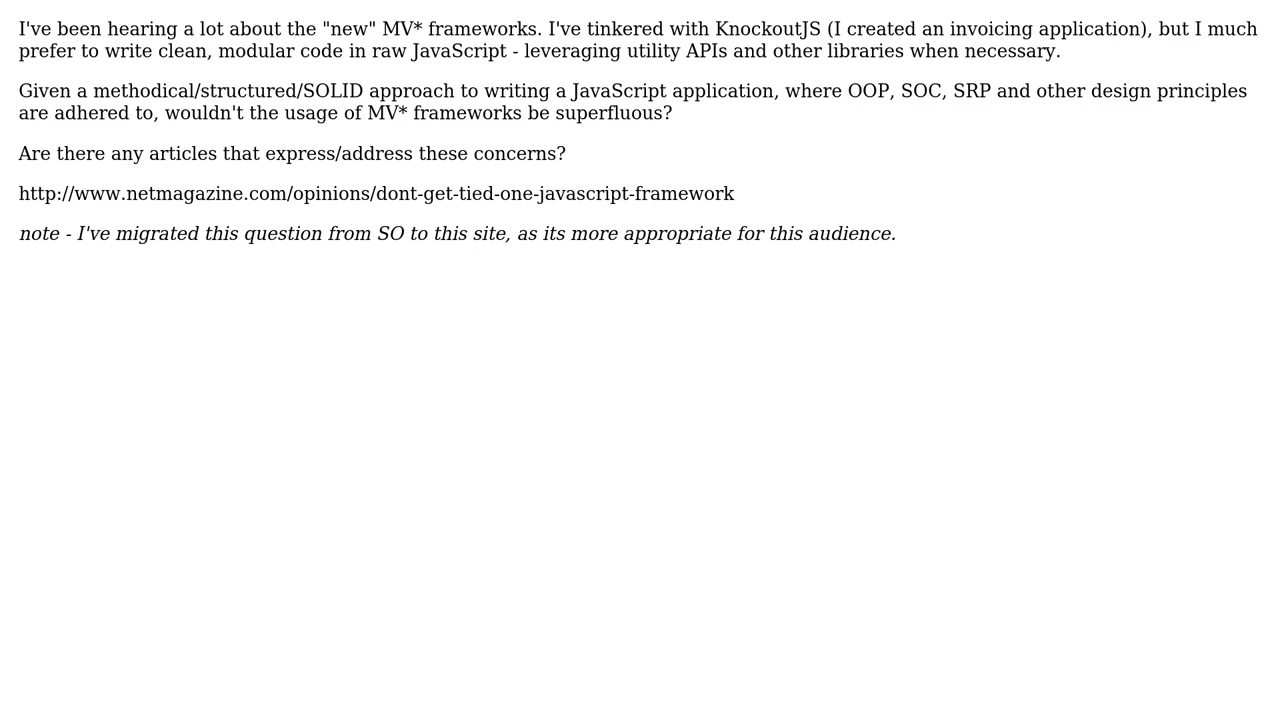 I've been hearing a lot about the "new" MV* frameworks. I've tinkered with KnockoutJS (I created an invoicing application), but I much
prefer to write clean, modular code in raw JavaScript - leveraging utility APIs and other libraries when necessary.
Given a methodical/structured/SOLID approach to writing a JavaScript application, where OOP, SOC, SRP and other design principles
are adhered to, wouldn't the usage of MV* frameworks be superfluous?
Are there any articles that express/address these concerns?
http://www.netmagazine.com/opinions/dont-get-tied-one-javascript-framework
note - I've migrated this question from SO to this site, as its more appropriate for this audience.